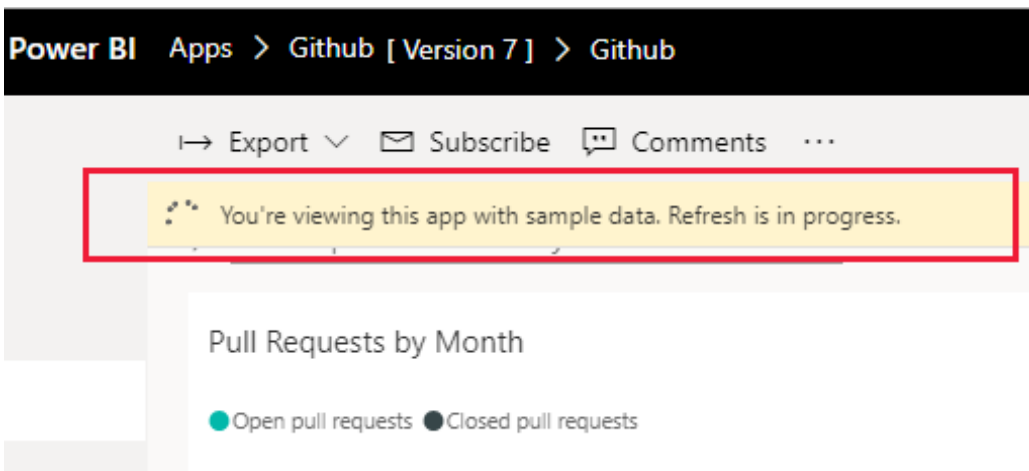 Power BI Apps > Github [ Version 7 ] > Github
Export Subscribe Comments ...
You're viewing this app with sample data. Refresh is in progress.
Pull Requests by Month
Open pull requests Closed pull requests